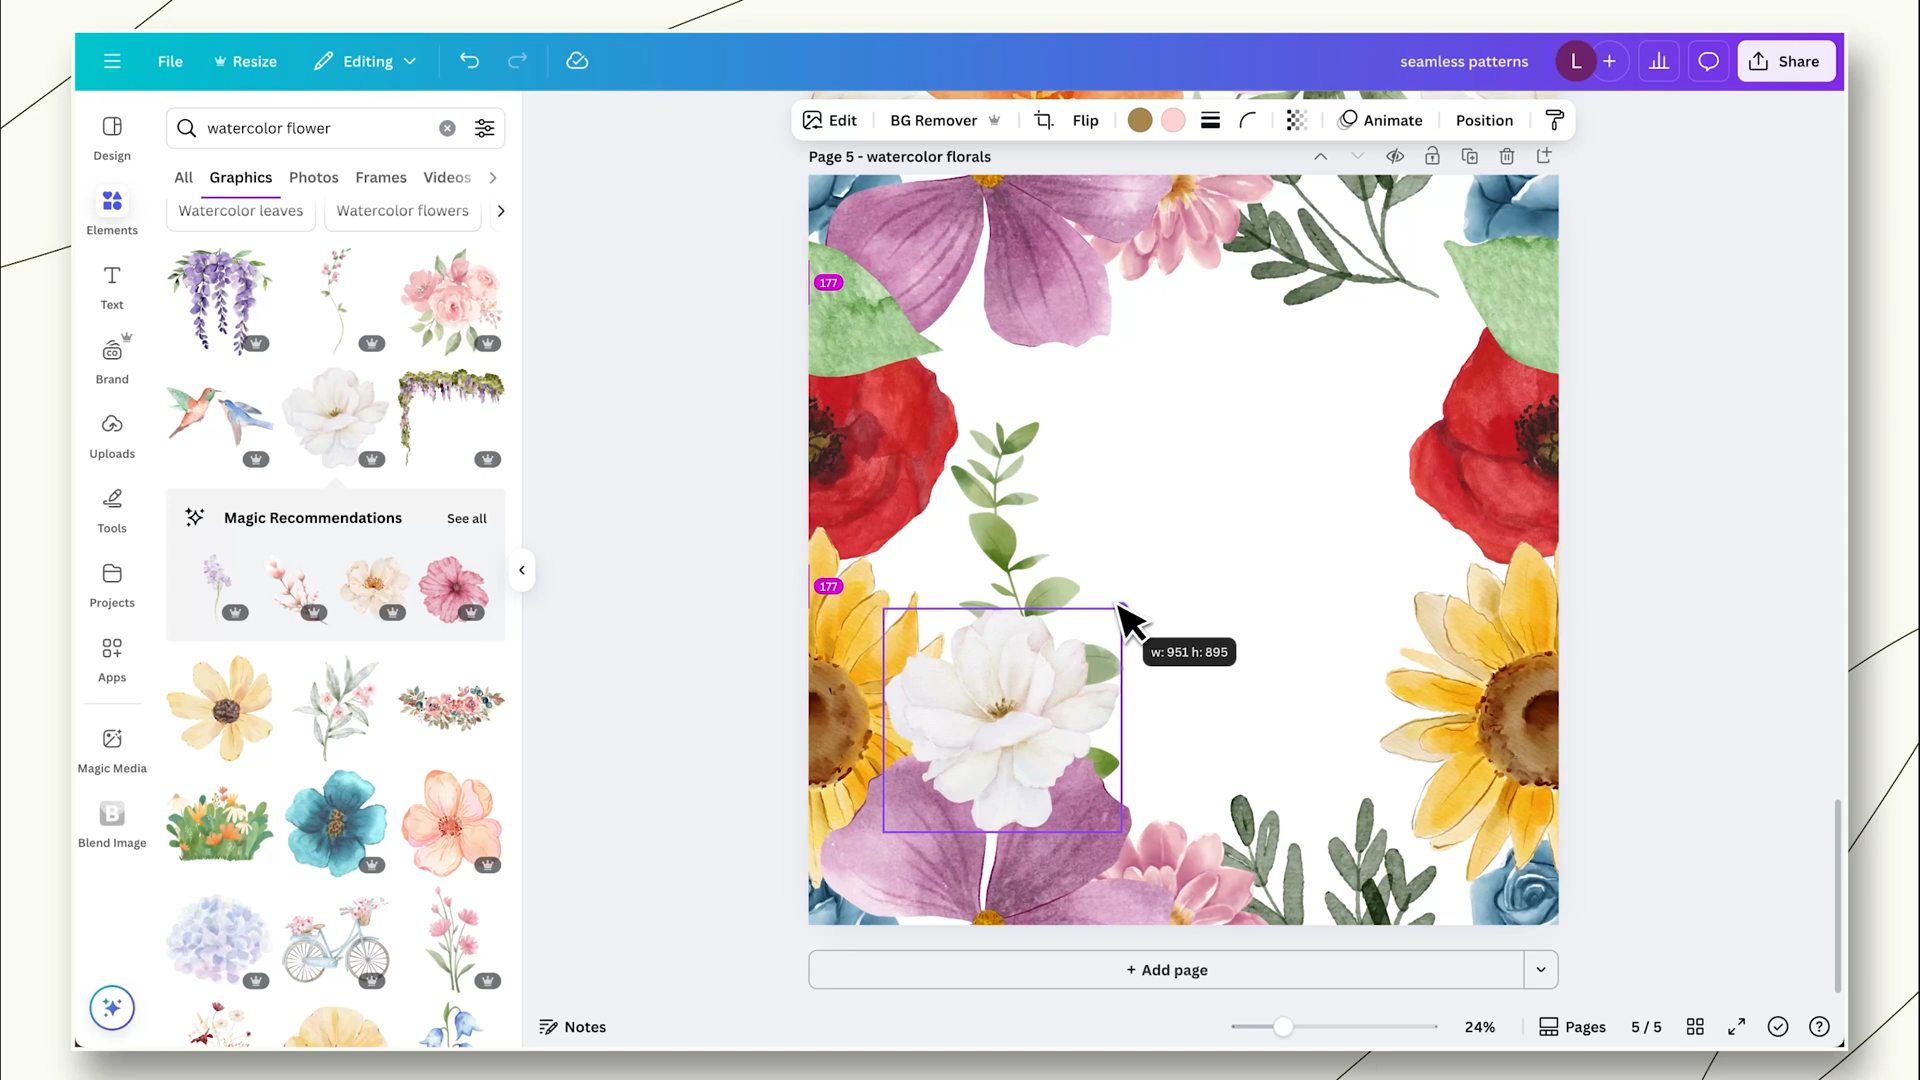 File
Resize
Editing
seamless patterns
L
Share
Design
Elements
Text
Brand
Uploads
Tools
Projects
Apps
Magic Media
B
Blend Image
watercolor flower
All
Graphics
Photos
Frames
Videos
Watercolor leaves
Watercolor flowers
Magic Recommendations
See all
Edit
BG Remover
Flip
Animate
Position
Page 5 - watercolor florals
177
177
w: 951 h: 895
+ Add page
Notes
24%
Pages
5 / 5